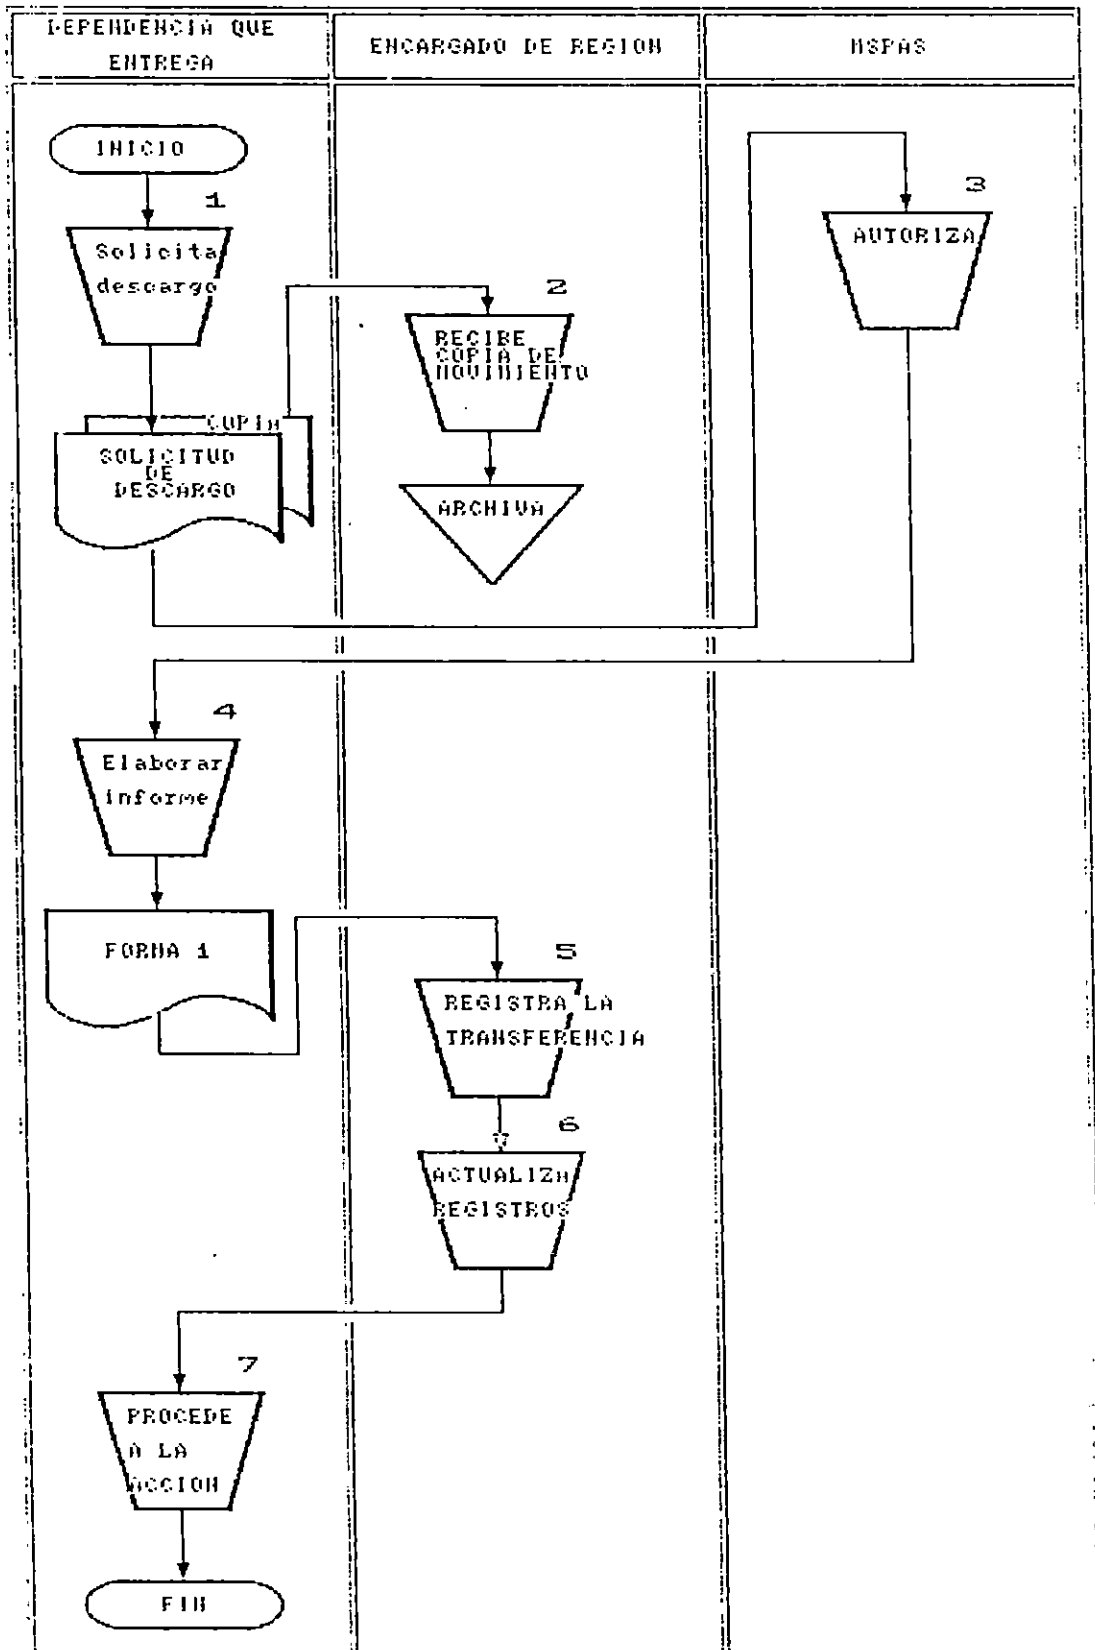 DEPENDENCIA QUE
ENTREGA
ENCARGADO DE REGION
MSPAS
INICIO
1
Solicita
descargo
COPIA
SOLICITUD
DE
DESCARGO
2
RECIBE
COPIA DE
MOVIMIENTO
ARCHIVA
3
AUTORIZA
4
Elaborar
informe
FORMA 1
5
REGISTRA LA
TRANSFERENCIA
6
ACTUALIZA
REGISTROS
7
PROCEDE
A LA
ACCION
FIN